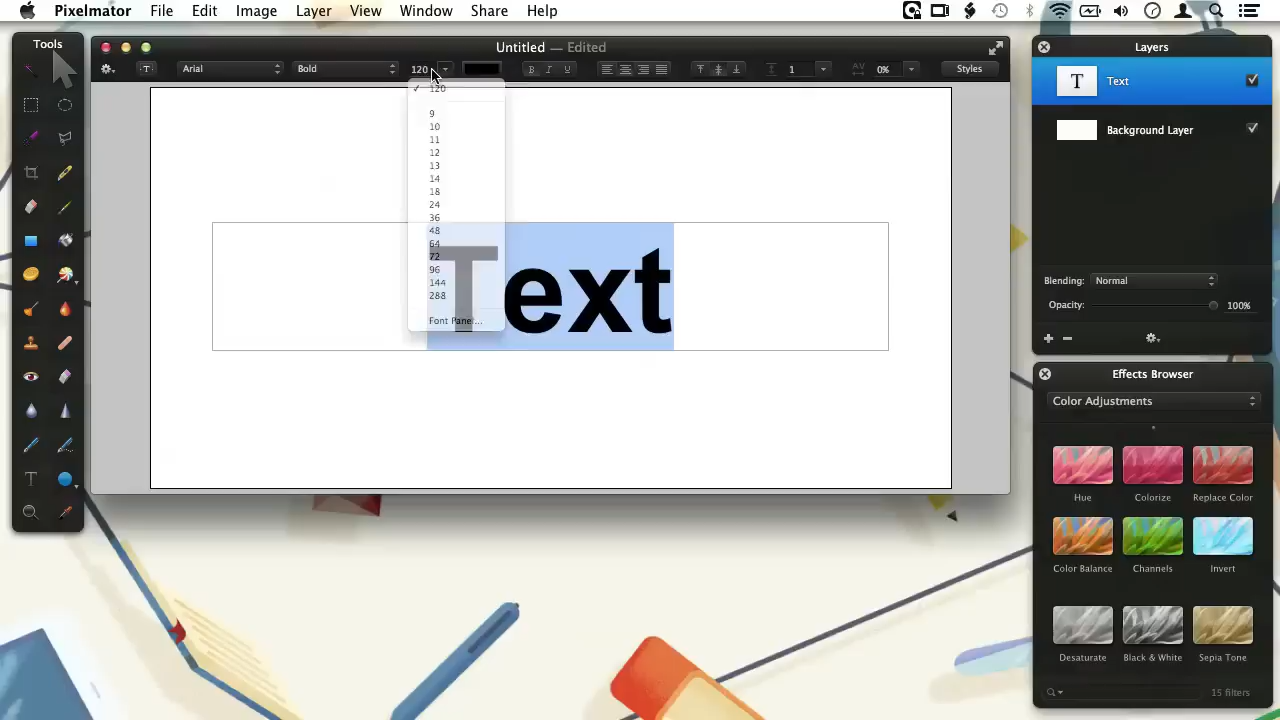 Pixelmator File Edit Image Layer View Window Share Help
Tools
Untitled — Edited
T Arial Bold 120 B I U 1 AV 0% Styles
120
9
10
11
12
13
14
18
24
36
48
64
72
96
144
288
Font Panel...
Text
T
Layers
T Text
Background Layer
Blending: Normal
Opacity: 100%
Effects Browser
Color Adjustments
Hue Colorize Replace Color
Color Balance Channels Invert
Desaturate Black & White Sepia Tone
15 filters